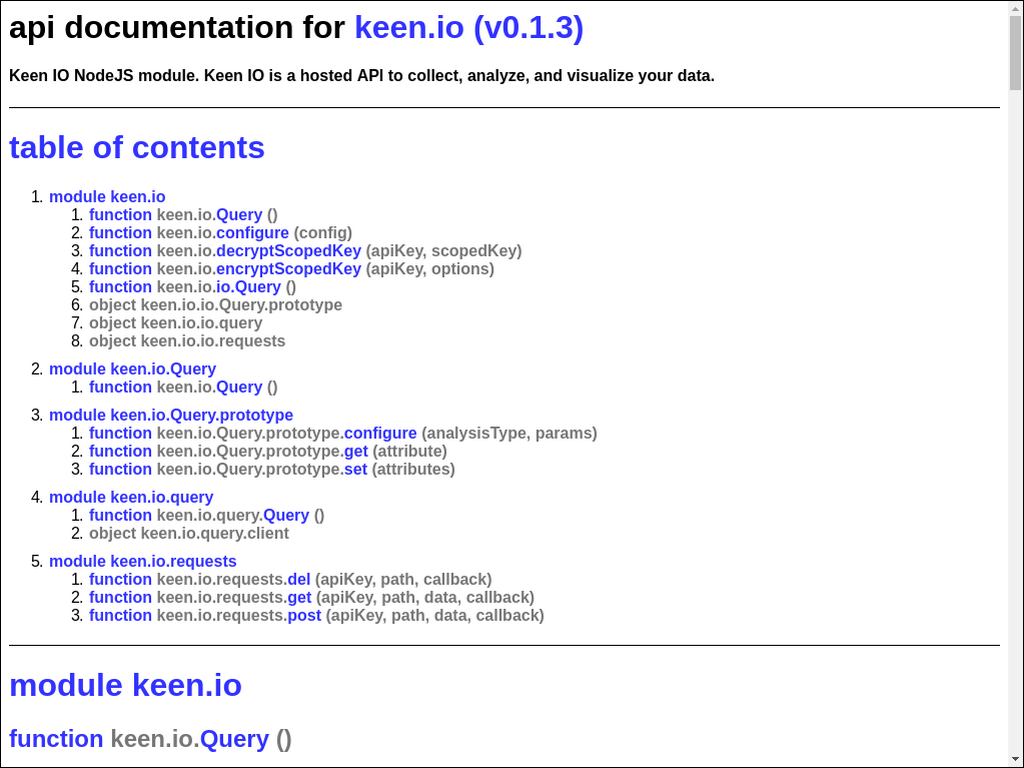 api documentation for keen.io (v0.1.3)
Keen IO NodeJS module. Keen IO is a hosted API to collect, analyze, and visualize your data.
table of contents
1. module keen.io
1. function keen.io.Query ()
2. function keen.io.configure (config)
3. function keen.io.decryptScopedKey (apiKey, scopedKey)
4. function keen.io.encryptScopedKey (apiKey, options)
5. function keen.io.io.Query ()
6. object keen.io.io.Query.prototype
7. object keen.io.io.query
8. object keen.io.io.requests
2. module keen.io.Query
1. function keen.io.Query ()
3. module keen.io.Query.prototype
1. function keen.io.Query.prototype.configure (analysisType, params)
2. function keen.io.Query.prototype.get (attribute)
3. function keen.io.Query.prototype.set (attributes)
4. module keen.io.query
1. function keen.io.query.Query ()
2. object keen.io.query.client
5. module keen.io.requests
1. function keen.io.requests.del (apiKey, path, callback)
2. function keen.io.requests.get (apiKey, path, data, callback)
3. function keen.io.requests.post (apiKey, path, data, callback)
module keen.io
function keen.io.Query ()